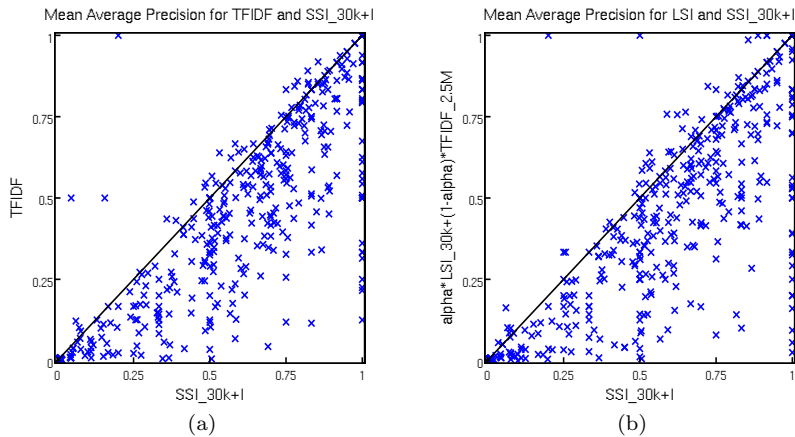 Mean Average Precision for TFIDF and SSI_30k+I
1
0.75
0.5
0.25
0
TFIDF
0 0.25 0.5 0.75 1
SSI_30k+I
(a)
Mean Average Precision for LSI and SSI_30k+I
1
0.75
0.5
0.25
0
alpha*LSI_30k+(1-alpha)*TFIDF_2.5M
0 0.25 0.5 0.75 1
SSI_30k+I
(b)